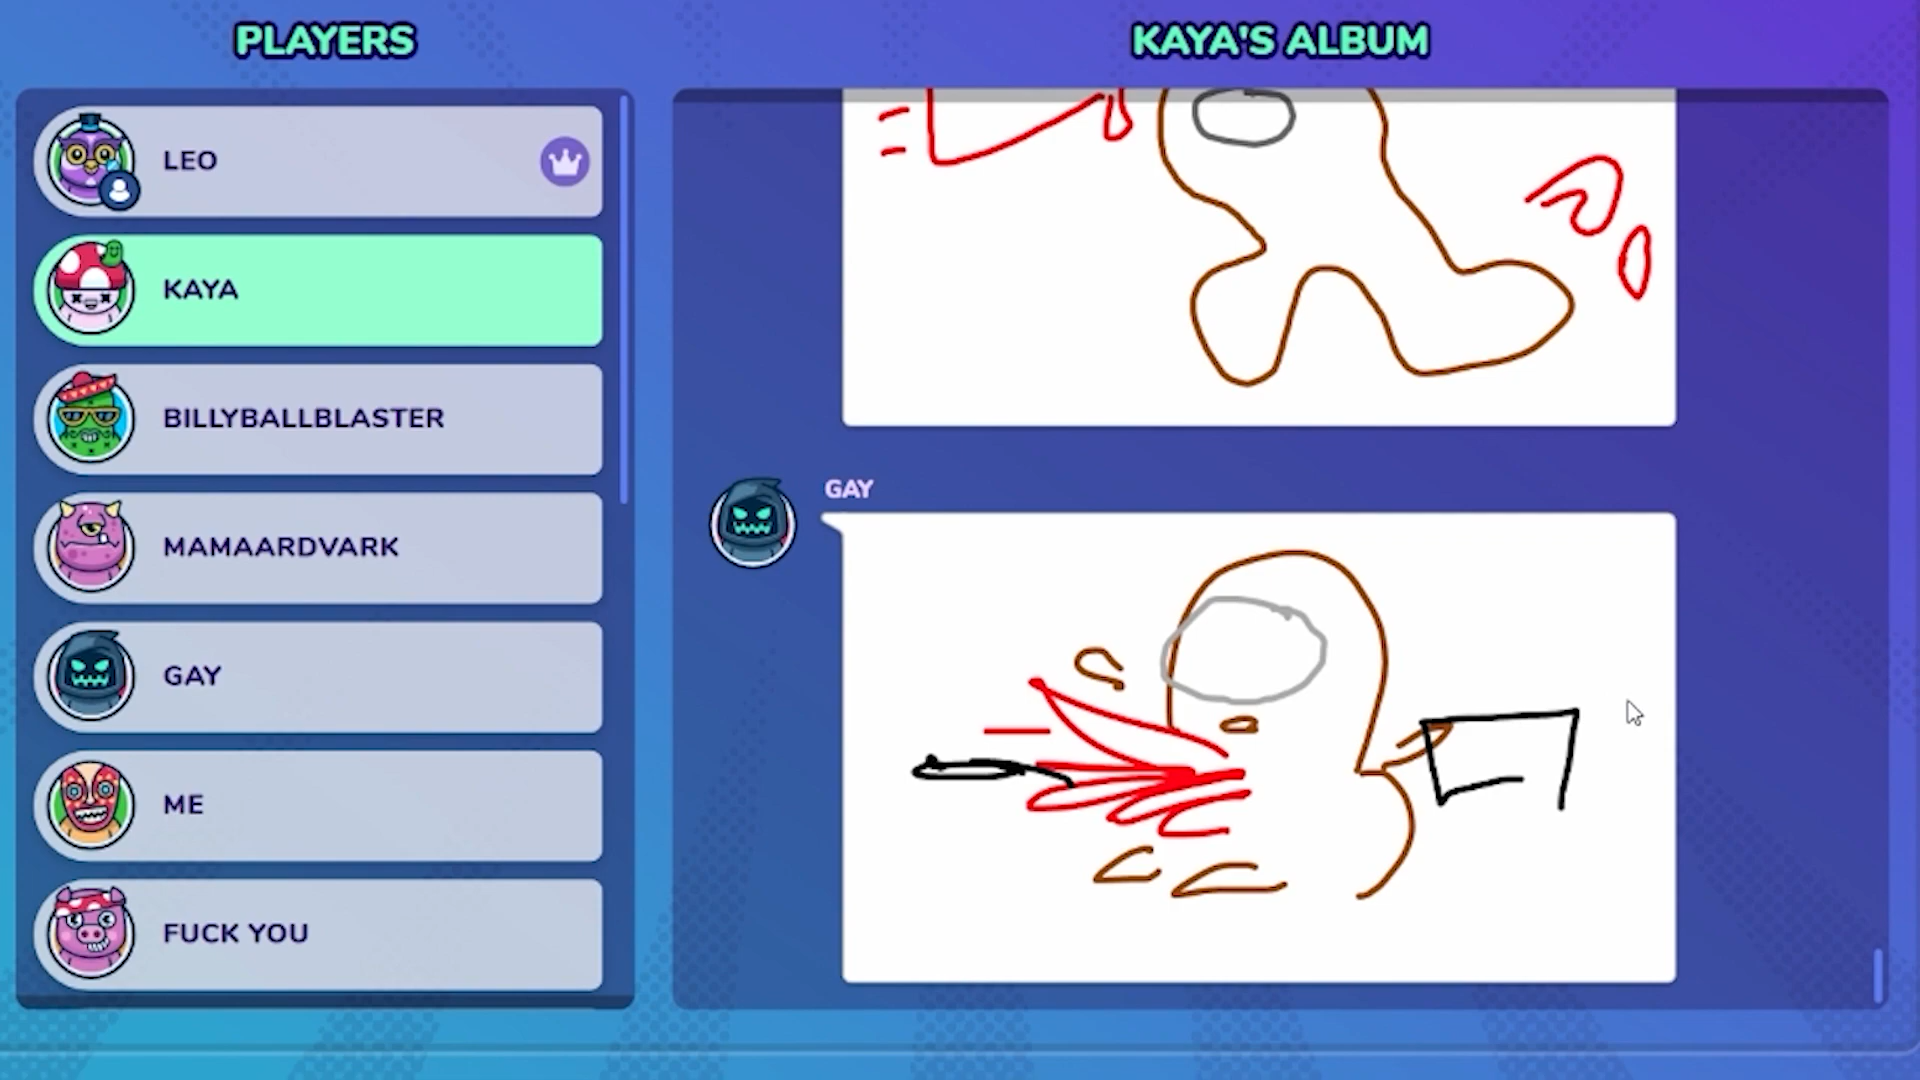 PLAYERS
LEO
KAYA
BILLYBALLBLASTER
MAMAARDVARK
GAY
ME
FUCK YOU
KAYA'S ALBUM
GAY